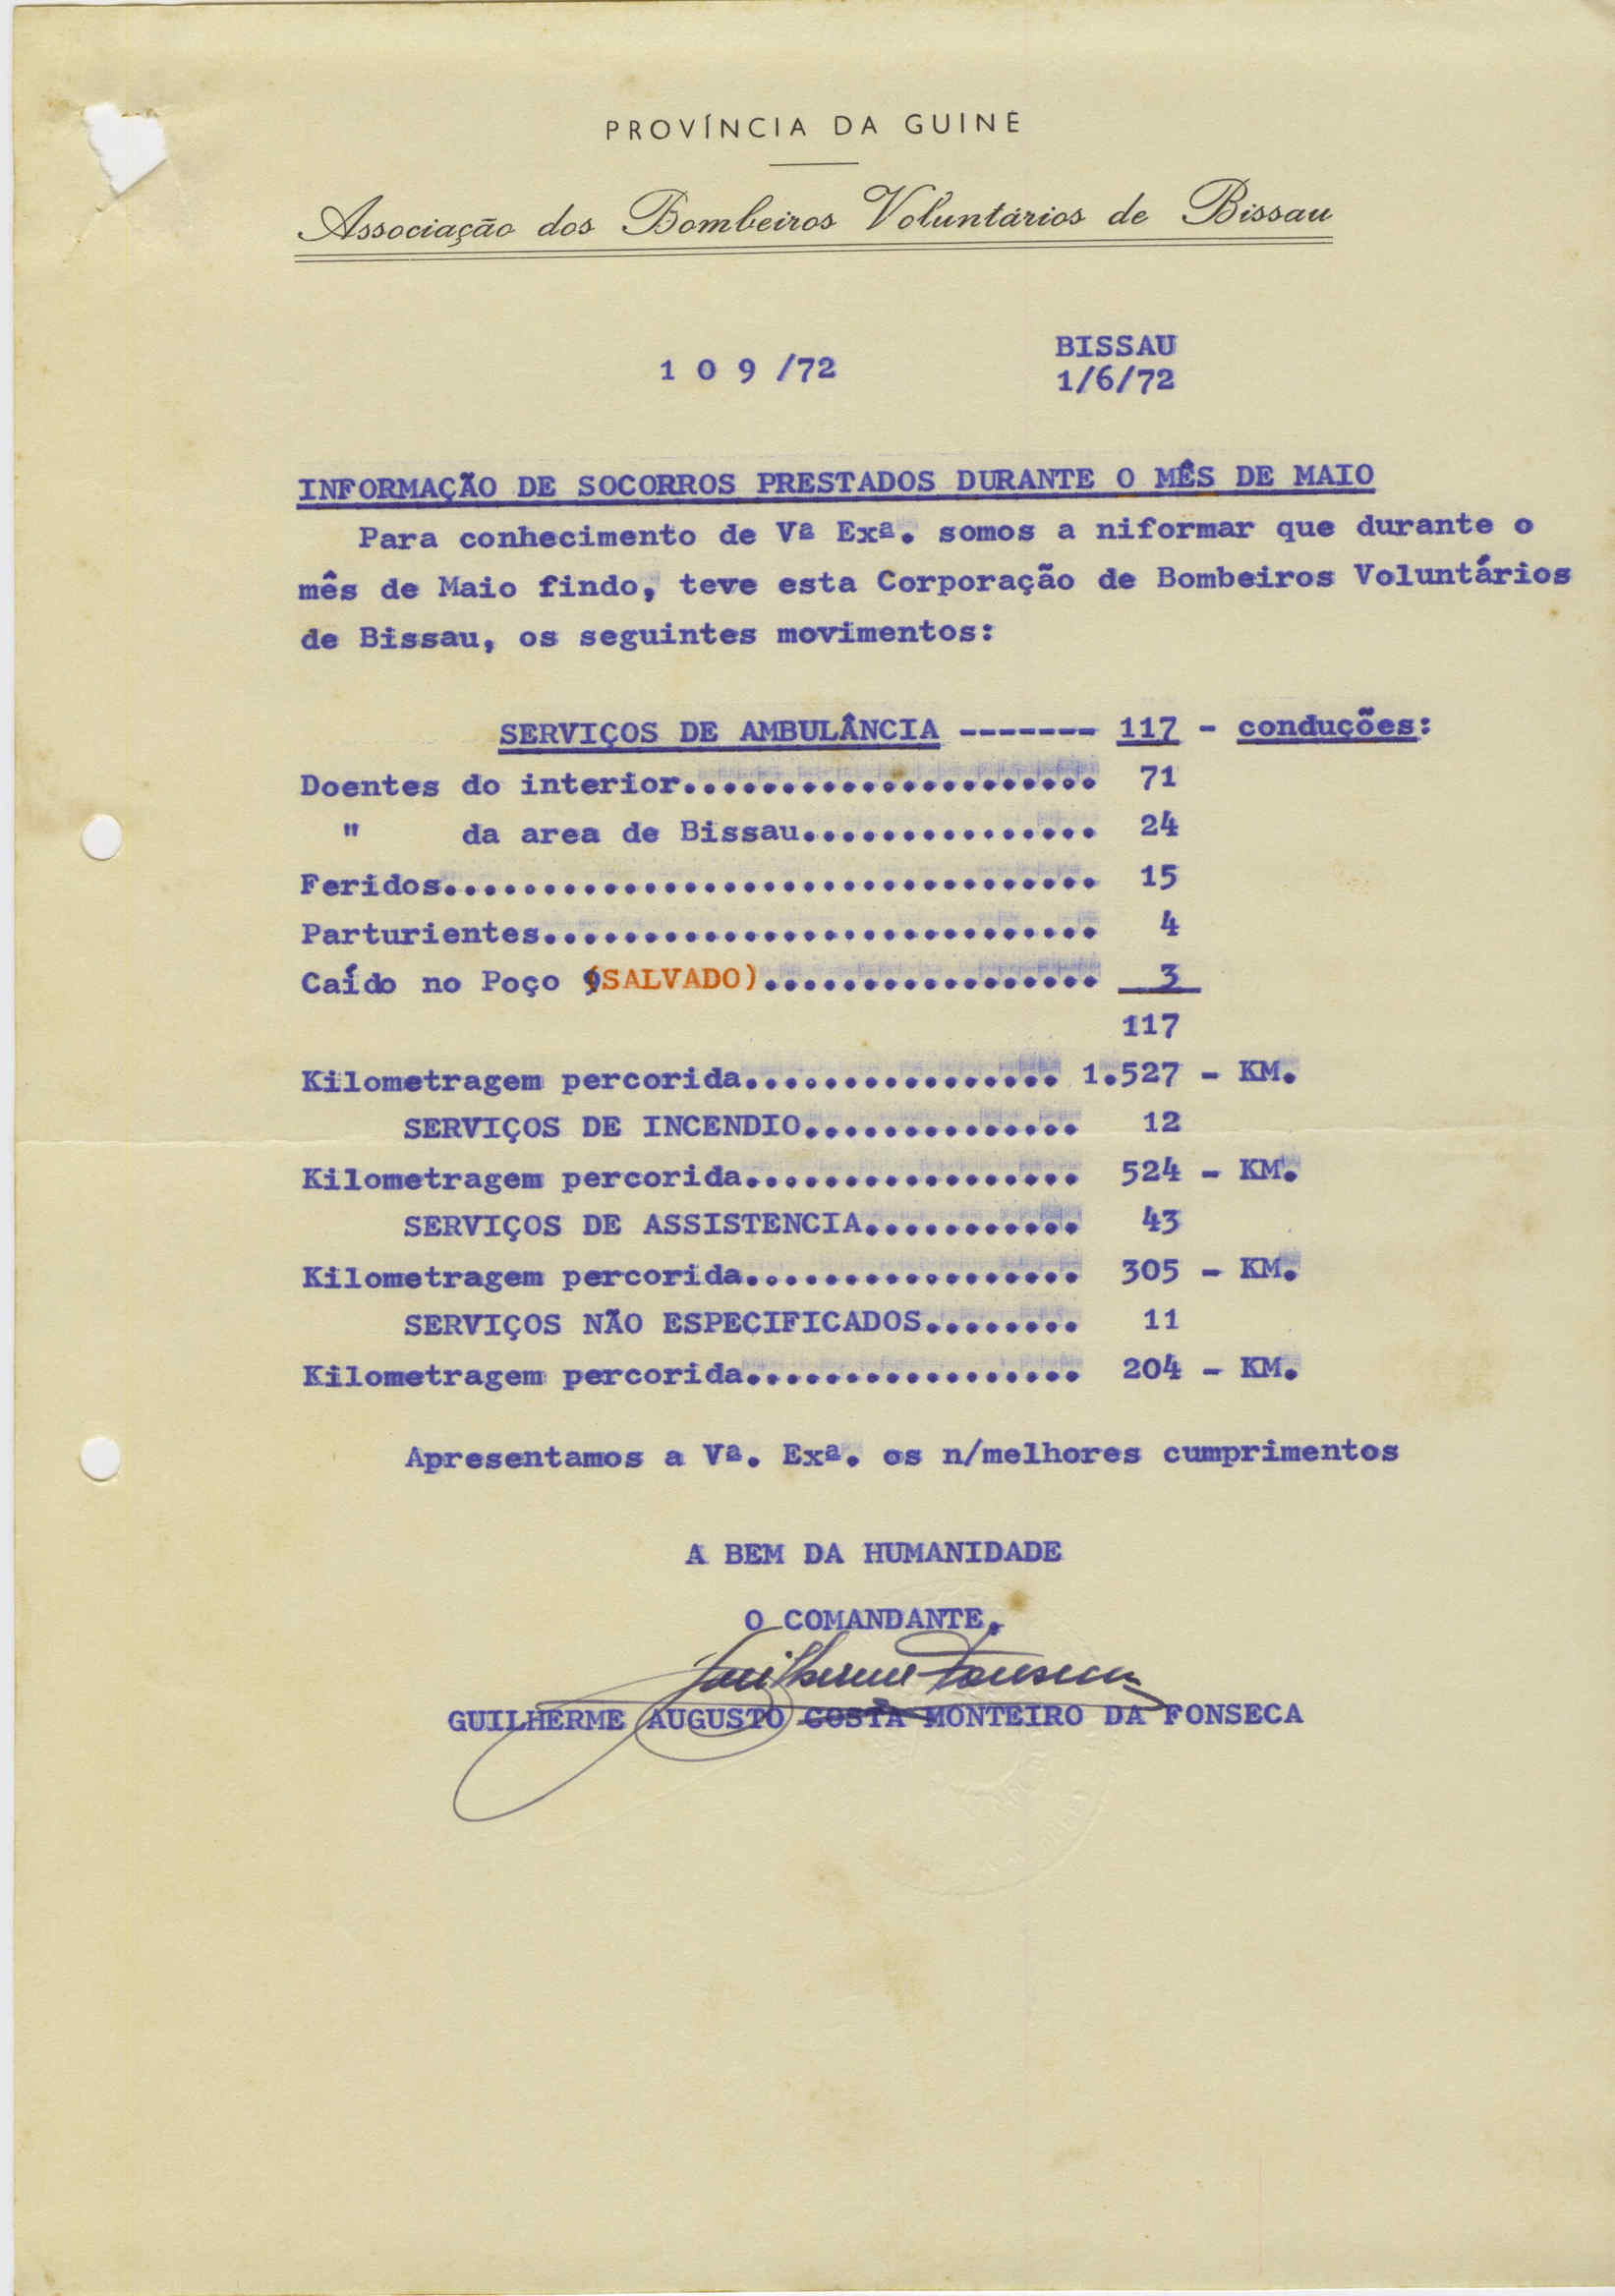 PROVÍNCIA DA GUINÉ
Associação dos Bombeiros Voluntários de Bissau
1 0 9 /72
BISSAU
1/6/72
INFORMAÇÃO DE SOCORROS PRESTADOS DURANTE O MÊS DE MAIO
Para conhecimento de Vª Exª. somos a niformar que durante o
mês de Maio findo, teve esta Corporação de Bombeiros Voluntários
de Bissau, os seguintes movimentos:
SERVIÇOS DE AMBULÂNCIA ------- 117 - conduções:
Doentes do interior..................... 71
" da area de Bissau............... 24
Feridos................................. 15
Parturientes............................ 4
Caído no Poço (SALVADO)................. 3
117
Kilometragem percorida................ 1.527 - KM.
SERVIÇOS DE INCENDIO.............. 12
Kilometragem percorida................. 524 - KM.
SERVIÇOS DE ASSISTENCIA........... 43
Kilometragem percorida................. 305 - KM.
SERVIÇOS NÃO ESPECIFICADOS........ 11
Kilometragem percorida................. 204 - KM.
Apresentamos a Vª. Exª. os n/melhores cumprimentos
A BEM DA HUMANIDADE
O COMANDANTE,
Guilherme Fonseca
GUILHERME AUGUSTO COSTA MONTEIRO DA FONSECA